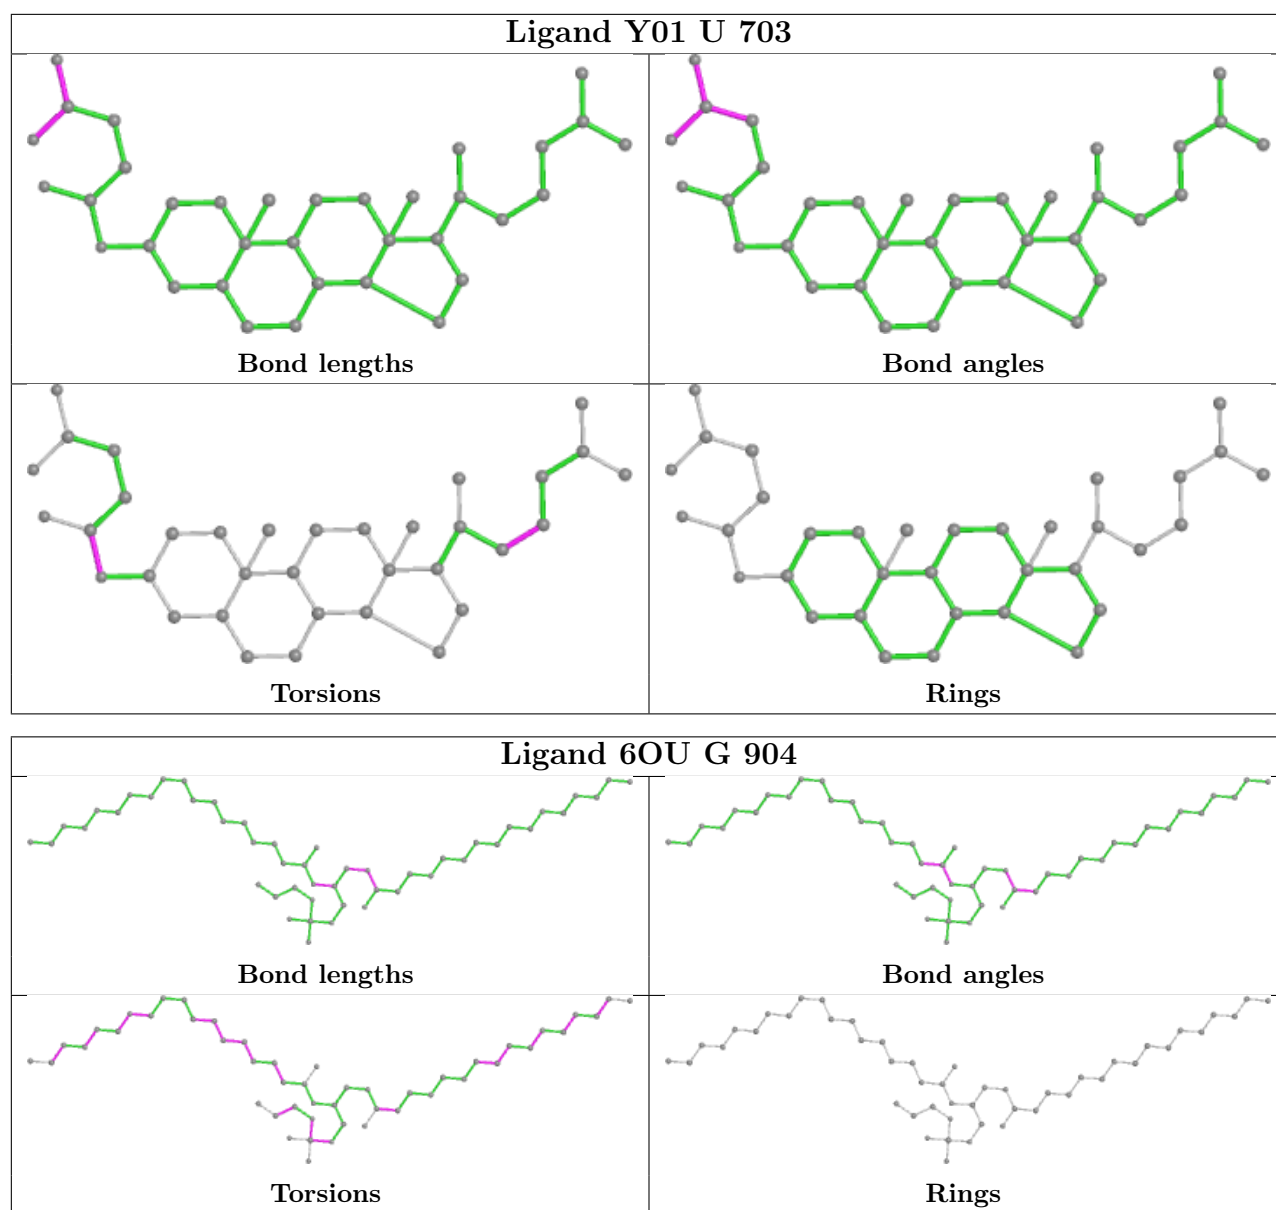 Ligand Y01 U 703
Bond lengths
Bond angles
Torsions
Rings
Ligand 6OU G 904
Bond lengths
Bond angles
Torsions
Rings